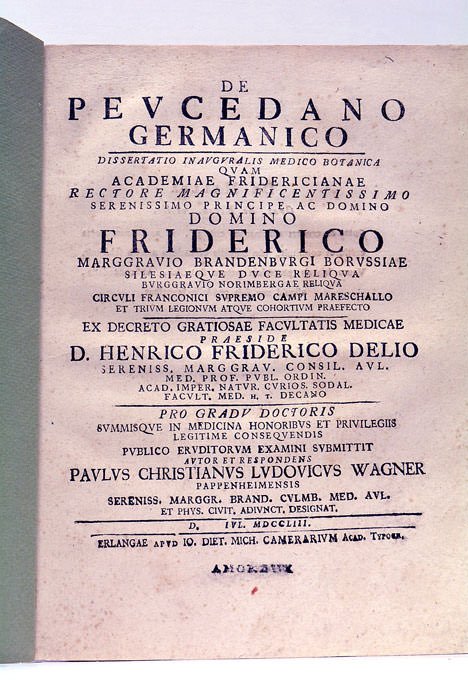 DE
PEVCEDANO
GERMANICO
DISSERTATIO INAVGVRALIS MEDICO BOTANICA
QVAM
ACADEMIAE FRIDERICIANAE
RECTORE MAGNIFICENTISSIMO
SERENISSIMO PRINCIPE AC DOMINO
DOMINO
FRIDERICO
MARGGRAVIO BRANDENBVRGI BORVSSIAE
SILESIAEQVE DVCE RELIQVA
BVRGGRAVIO NORIMBERGAE RELIQVA
CIRCVLI FRANCONICI SVPREMO CAMPI MARESCHALLO
ET TRIVM LEGIONVM ATQVE COHORTIVM PRAEFECTO
EX DECRETO GRATIOSAE FACVLTATIS MEDICAE
PRAESIDE
D. HENRICO FRIDERICO DELIO
SERENISS. MARGGRAV. CONSIL. AVL.
MED. PROF. PVBL. ORDIN.
ACAD. IMPER. NATVR. CVRIOS. SODAL.
FACVLT. MED. H. T. DECANO
PRO GRADV DOCTORIS
SVMMISQVE IN MEDICINA HONORIBVS ET PRIVILEGIIS
LEGITIME CONSEQVENDIS
PVBLICO ERVDITORVM EXAMINI SVBMITTIT
AVTOR ET RESPONDENS
PAVLVS CHRISTIANVS LVDOVICVS WAGNER
PAPPENHEIMENSIS
SERENISS. MARGGR. BRAND. CVLMB. MED. AVL.
ET PHYS. CIVIT. ADIVNCT. DESIGNAT.
D. IVL. MDCCLIII.
ERLANGAE APVD IO. DIET. MICH. CAMERARIVM ACAD. TYPOGR.
AMOREUX